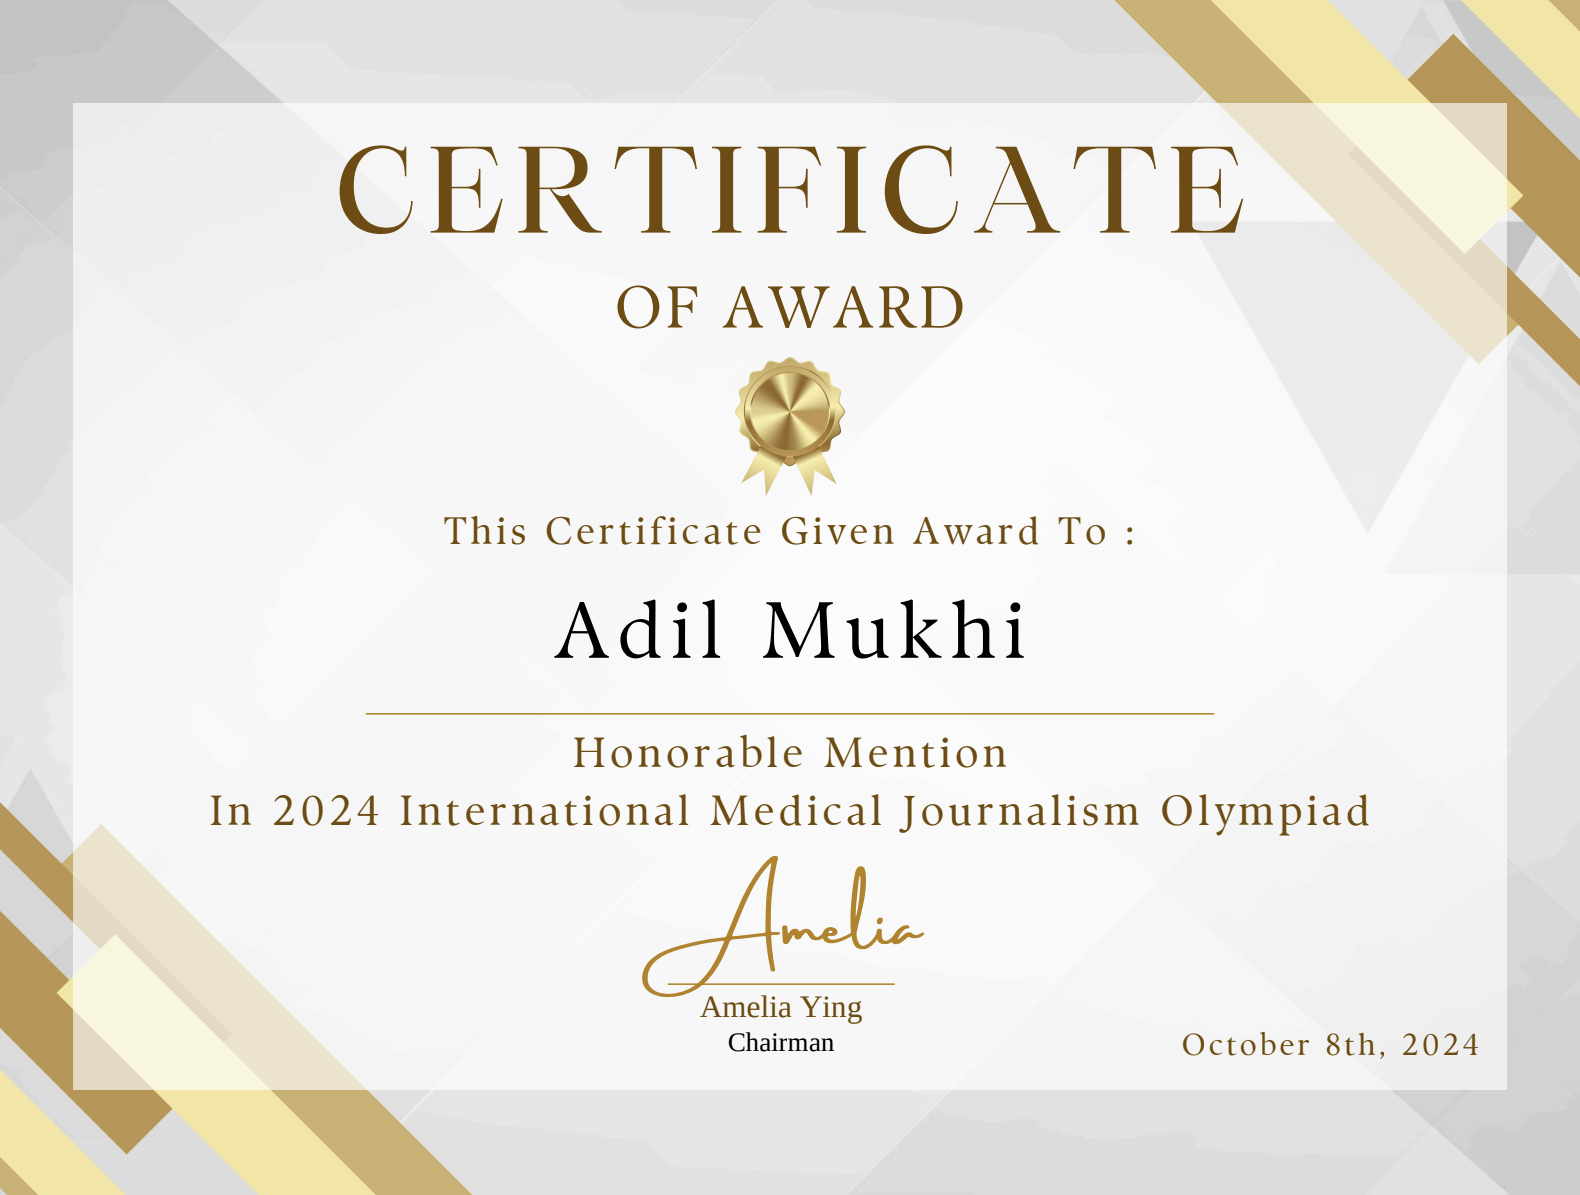 CERTIFICATE
OF AWARD
This Certificate Given Award To :
Adil Mukhi
Honorable Mention
In 2024 International Medical Journalism Olympiad
Amelia
Amelia Ying
Chairman
October 8th, 2024